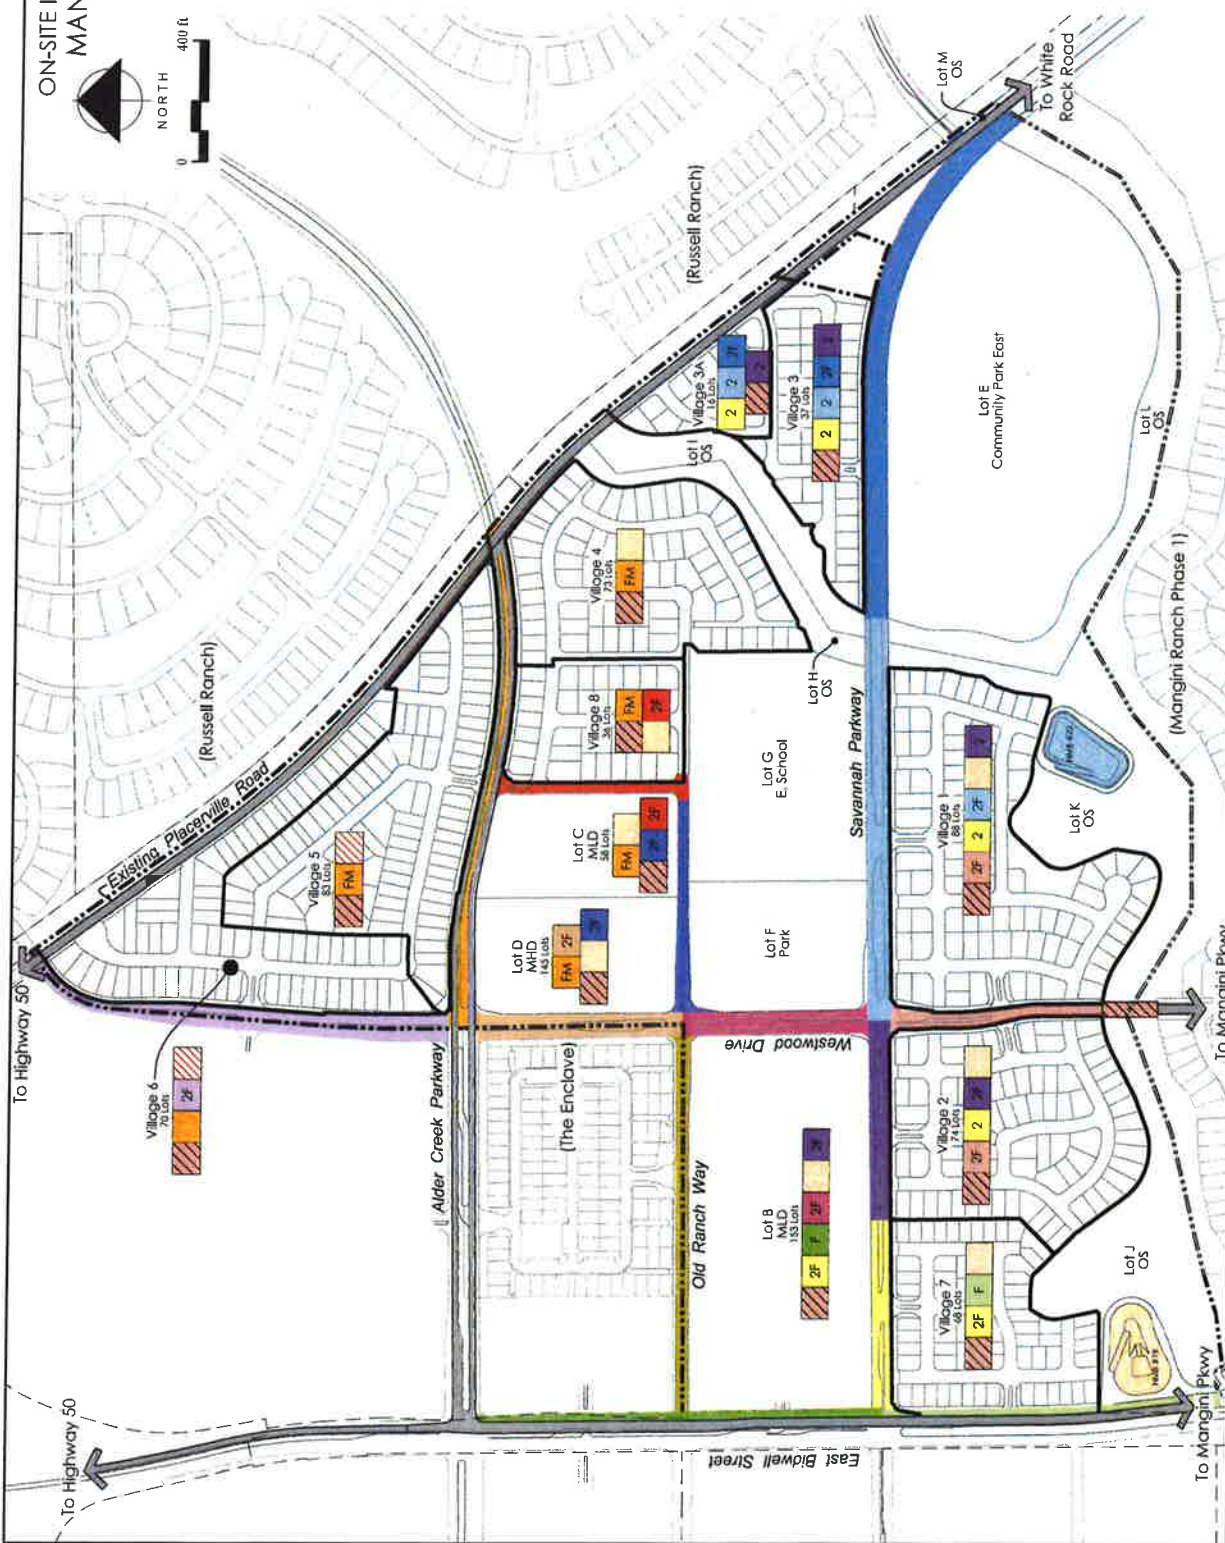 ON-SITE
MAN
NORTH
0
400 ft
To Highway 50
(Russell Ranch)
Existing Placerville Road
Village 6
70 Lots
2F
Village 5
83 Lots
FM
Alder Creek Parkway
(Russell Ranch)
Lot M
OS
To White
Rock Road
Village 3A
16 Lots
2
2
2F
2
Village 3
37 Lots
2
2
2F
2
Lot I
OS
Village 4
73 Lots
FM
Village 8
36 Lots
FM
2F
Lot C
MLD
58 Lots
FM
2F
2F
Lot D
MHD
145 Lots
FM
2F
2F
(The Enclave)
Old Ranch Way
Westwood Drive
Lot H
OS
Lot G
E. School
Lot F
Park
Savannah Parkway
Lot E
Community Park East
Lot L
OS
(Mangini Ranch Phase 1)
Lot B
MLD
153 Lots
2F
F
2F
2F
Village 1
88 Lots
2F
2
2F
2
Lot K
OS
Village 2
74 Lots
2F
2
2F
Village 7
68 Lots
2F
F
Lot J
OS
To Highway 50
East Bidwell Street
To Mangini Pkwy
To Mangini Pkwy